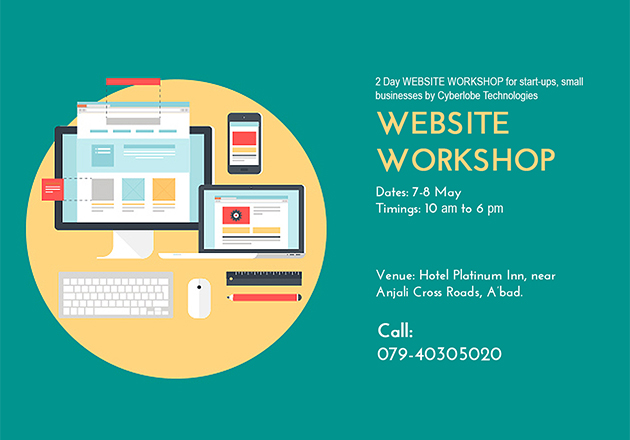 2 Day WEBSITE WORKSHOP for start-ups, small
businesses by Cyberlobe Technologies
WEBSITE
WORKSHOP
Dates: 7-8 May
Timings: 10 am to 6 pm
Venue: Hotel Platinum Inn, near
Anjali Cross Roads, A'bad.
Call:
079-40305020